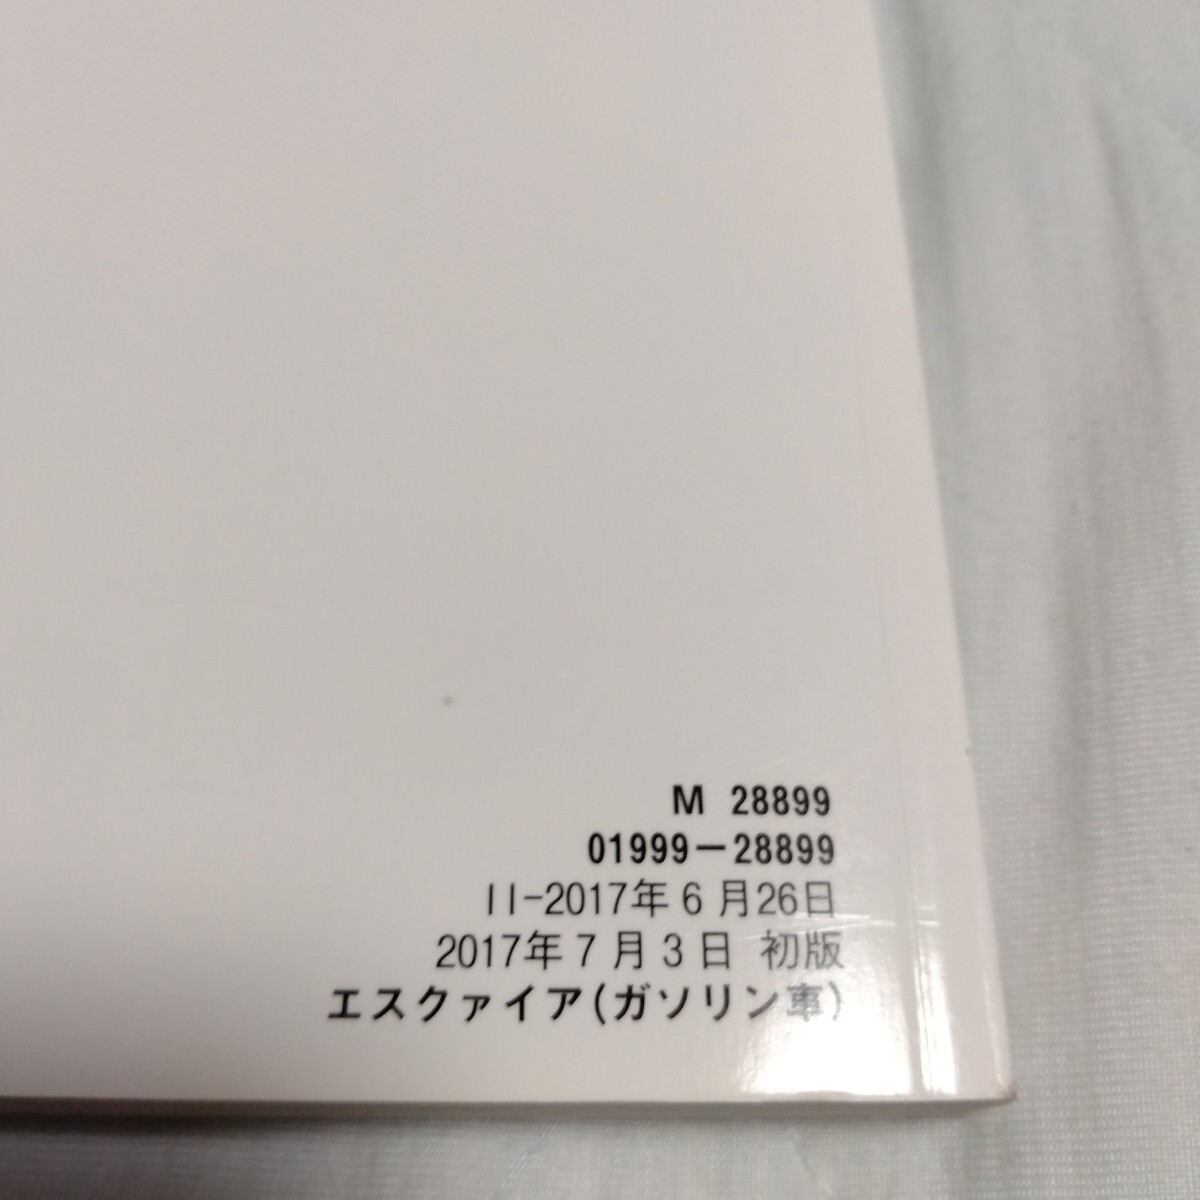 M 28899
01999-28899
II-2017年6月26日
2017年7月3日 初版
エスクァイア(ガソリン車)